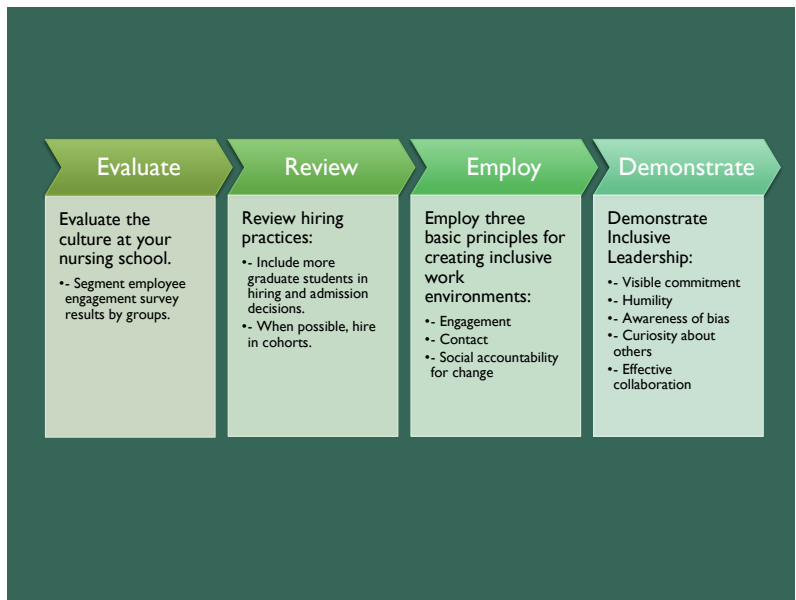 Evaluate
Evaluate the
culture at your
nursing school.
•- Segment employee
engagement survey
results by groups.
Review
Review hiring
practices:
•- Include more
graduate students in
hiring and admission
decisions.
•- When possible, hire
in cohorts.
Employ
Employ three
basic principles for
creating inclusive
work
environments:
•- Engagement
•- Contact
•- Social accountability
for change
Demonstrate
Demonstrate
Inclusive
Leadership:
•- Visible commitment
•- Humility
•- Awareness of bias
•- Curiosity about
others
•- Effective
collaboration